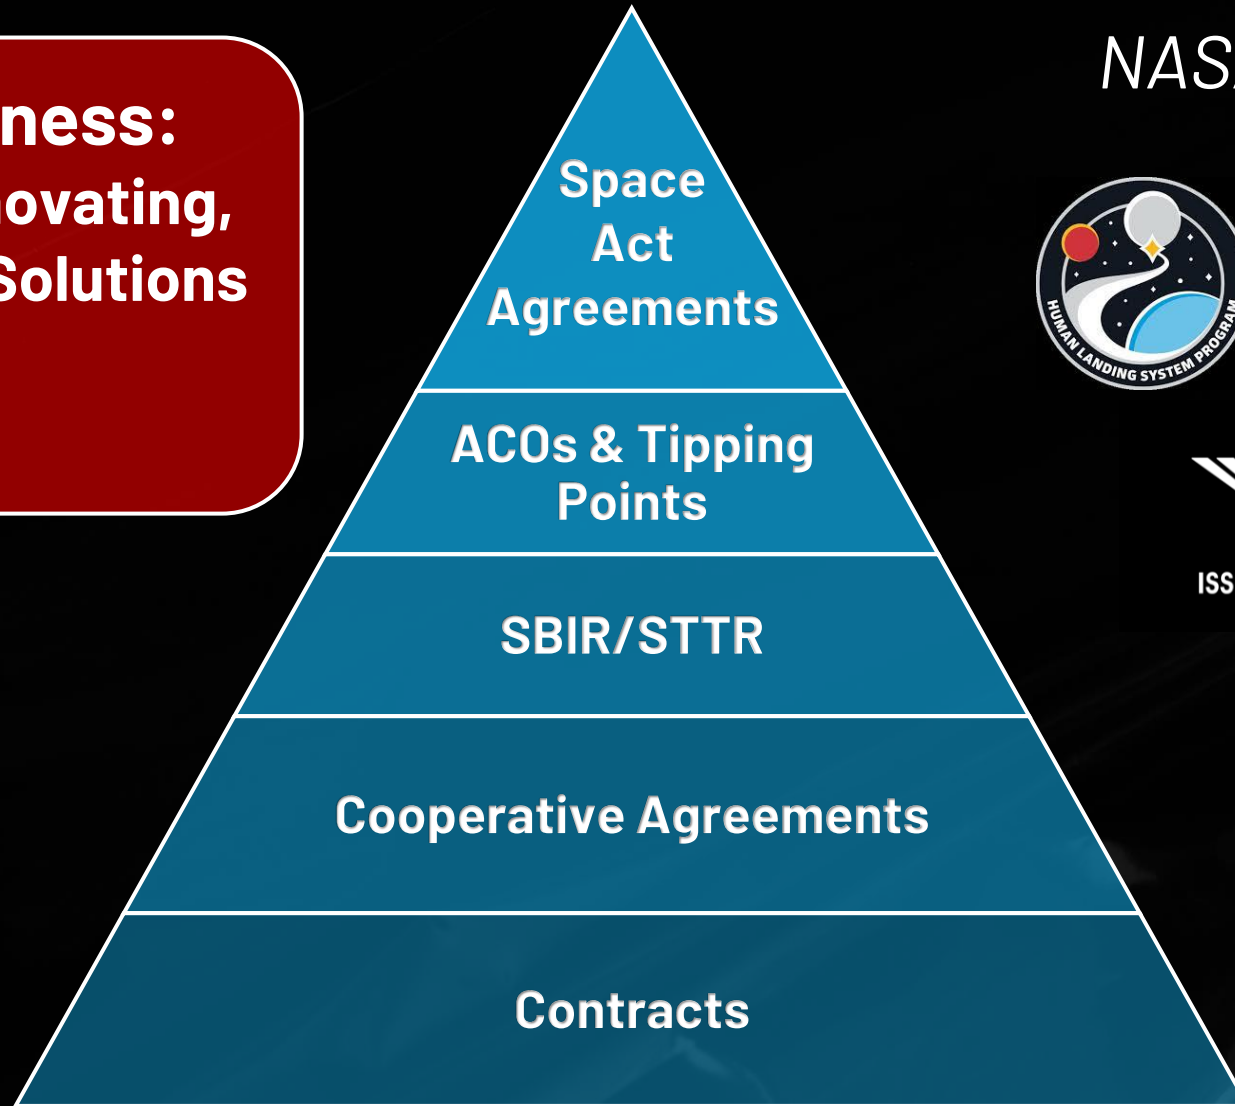 ness:
ovating,
Solutions
Space
Act
Agreements
ACOs & Tipping
Points
SBIR/STTR
Cooperative Agreements
Contracts
NAS
HUMAN LANDING SYSTEM PROGRAM
ISS